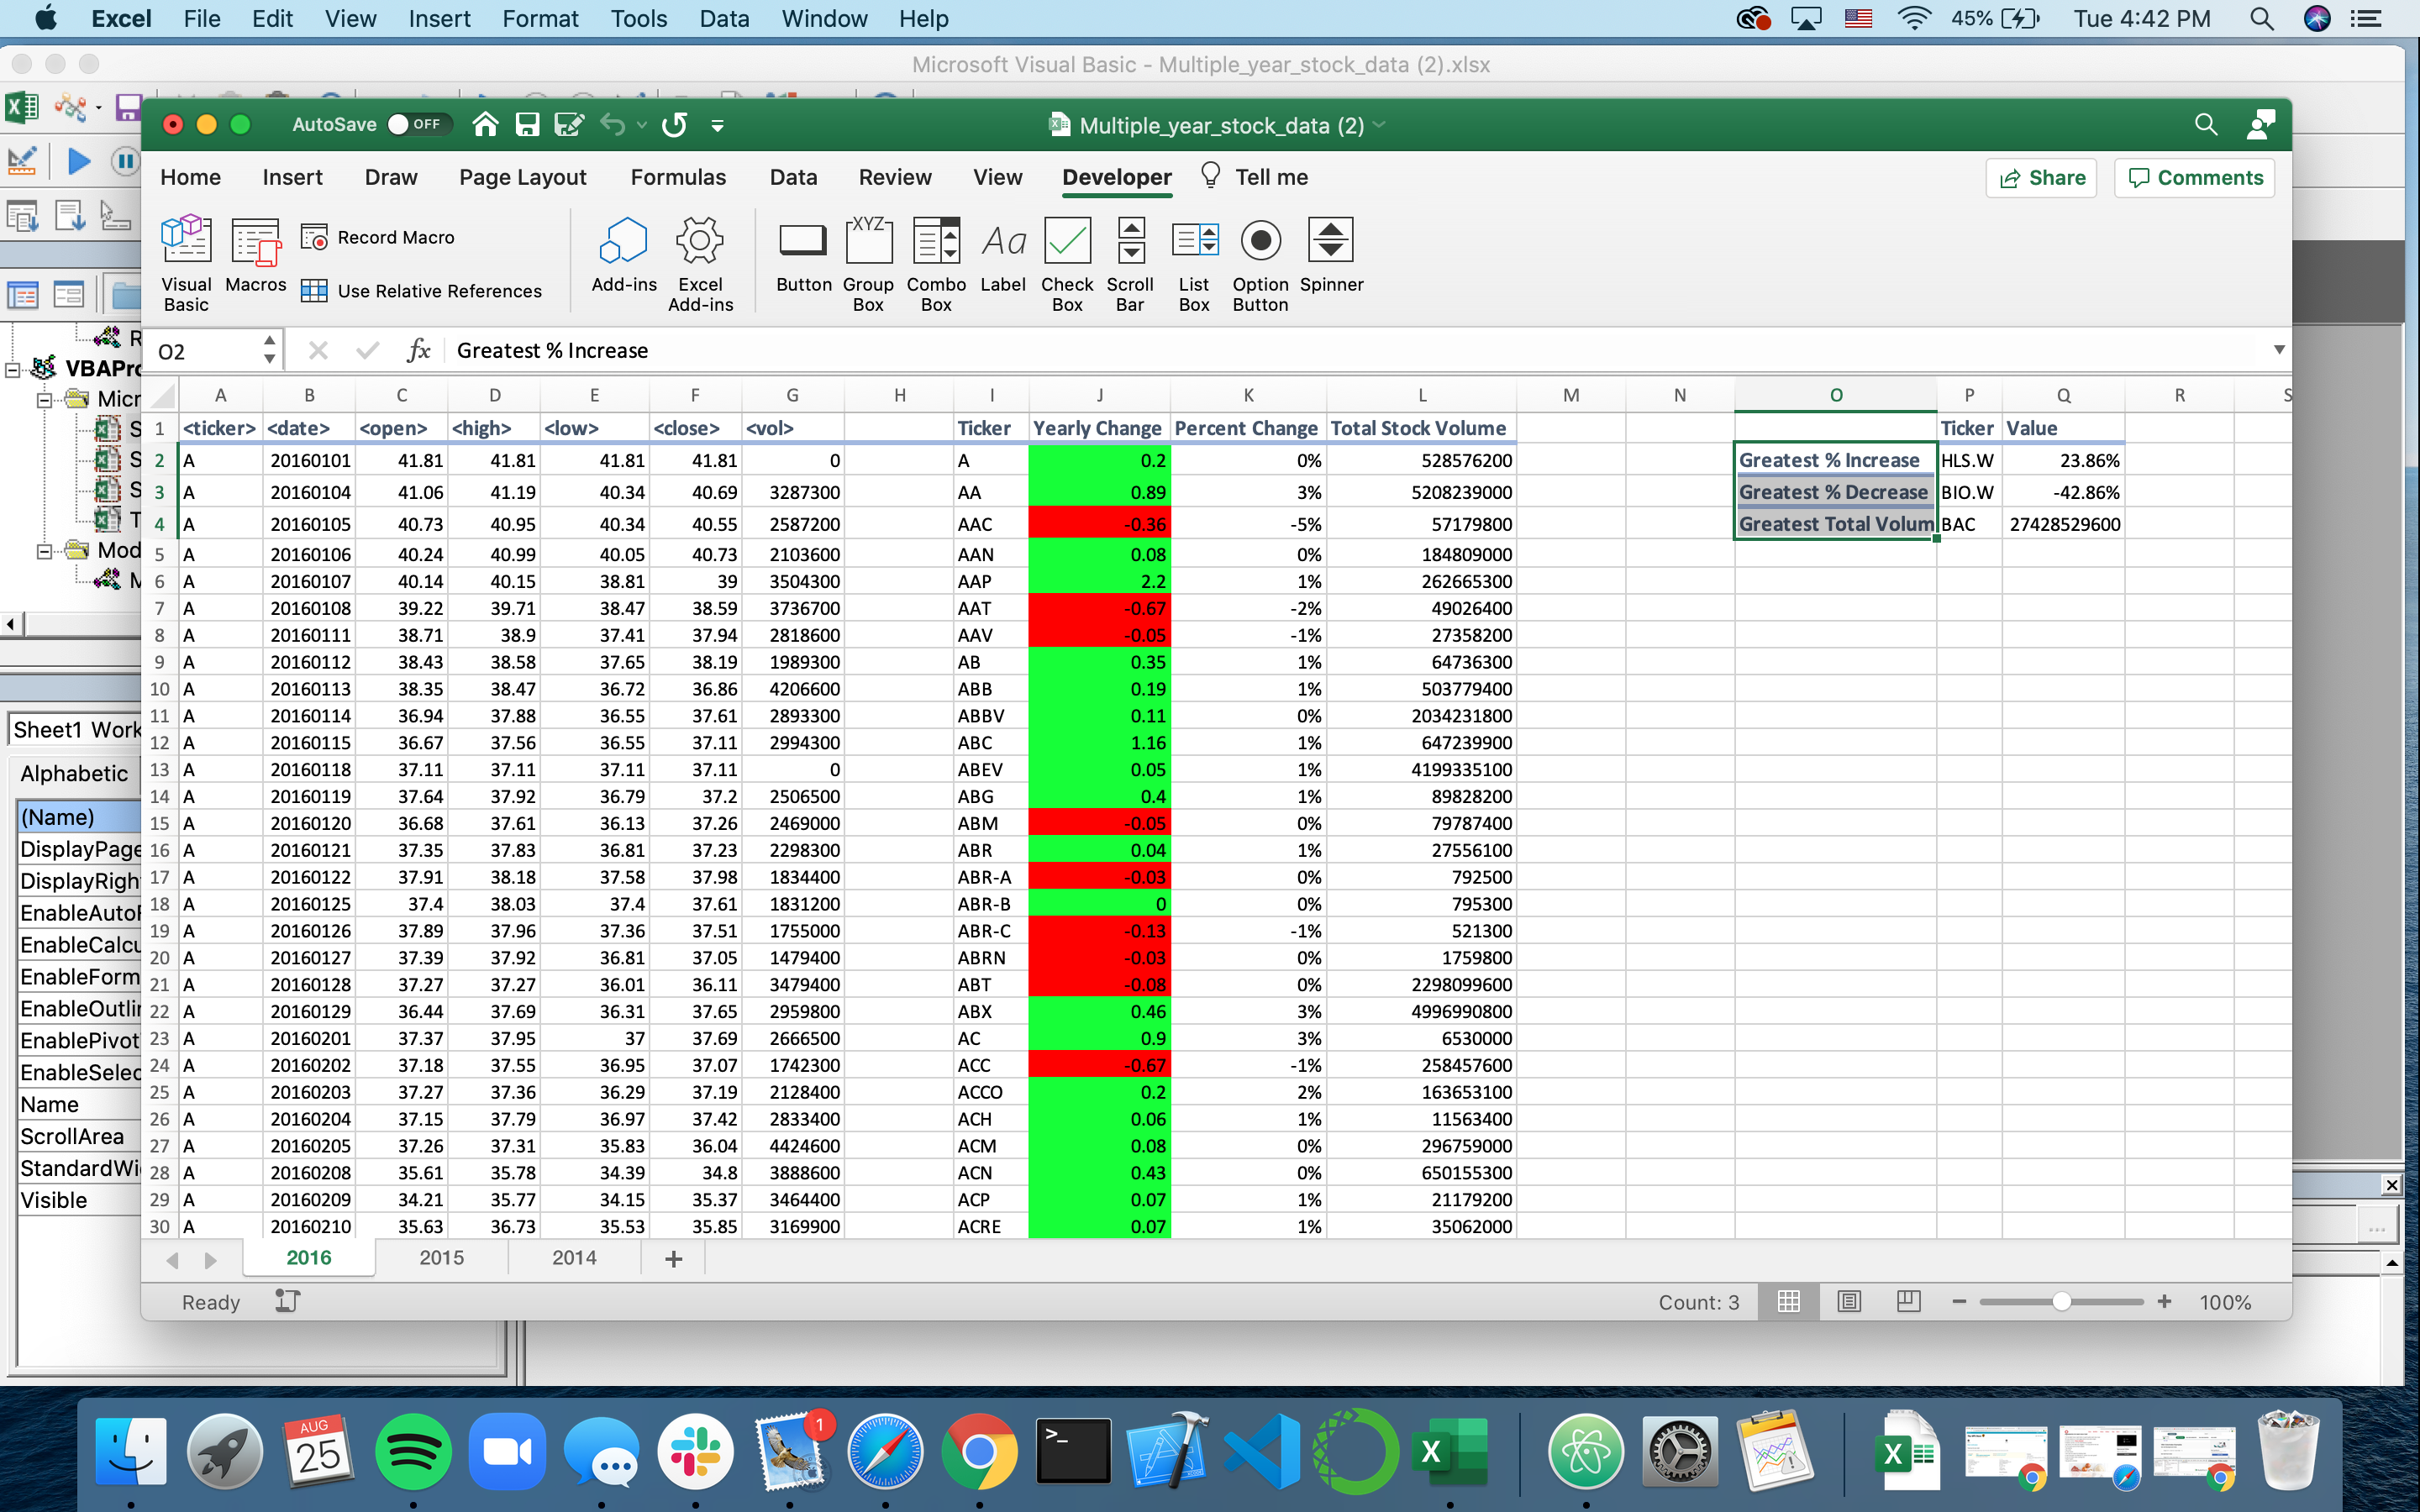 Excel File Edit View Insert Format Tools Data Window Help 45% Tue 4:42 PM
Microsoft Visual Basic - Multiple_year_stock_data (2).xlsx
AutoSave OFF Multiple_year_stock_data (2)
Home Insert Draw Page Layout Formulas Data Review View Developer Tell me Share Comments
Record Macro
Use Relative References
Visual Basic
Macros
Add-ins
Excel Add-ins
Button
XYZ
Group Box
Combo Box
Aa
Label
Check Box
Scroll Bar
List Box
Option Button
Spinner
O2 fx Greatest % Increase
A B C D E F G H I J K L M N O P Q R S
1 <ticker> <date> <open> <high> <low> <close> <vol> Ticker Yearly Change Percent Change Total Stock Volume Ticker Value
2 A 20160101 41.81 41.81 41.81 41.81 0 A 0.2 0% 528576200 Greatest % Increase HLS.W 23.86%
3 A 20160104 41.06 41.19 40.34 40.69 3287300 AA 0.89 3% 5208239000 Greatest % Decrease BIO.W -42.86%
4 A 20160105 40.73 40.95 40.34 40.55 2587200 AAC -0.36 -5% 57179800 Greatest Total Volum BAC 27428529600
5 A 20160106 40.24 40.99 40.05 40.73 2103600 AAN 0.08 0% 184809000
6 A 20160107 40.14 40.15 38.81 39 3504300 AAP 2.2 1% 262665300
7 A 20160108 39.22 39.71 38.47 38.59 3736700 AAT -0.67 -2% 49026400
8 A 20160111 38.71 38.9 37.41 37.94 2818600 AAV -0.05 -1% 27358200
9 A 20160112 38.43 38.58 37.65 38.19 1989300 AB 0.35 1% 64736300
10 A 20160113 38.35 38.47 36.72 36.86 4206600 ABB 0.19 1% 503779400
11 A 20160114 36.94 37.88 36.55 37.61 2893300 ABBV 0.11 0% 2034231800
12 A 20160115 36.67 37.56 36.55 37.11 2994300 ABC 1.16 1% 647239900
13 A 20160118 37.11 37.11 37.11 37.11 0 ABEV 0.05 1% 4199335100
14 A 20160119 37.64 37.92 36.79 37.2 2506500 ABG 0.4 1% 89828200
15 A 20160120 36.68 37.61 36.13 37.26 2469000 ABM -0.05 0% 79787400
16 A 20160121 37.35 37.83 36.81 37.23 2298300 ABR 0.04 1% 27556100
17 A 20160122 37.91 38.18 37.58 37.98 1834400 ABR-A -0.03 0% 792500
18 A 20160125 37.4 38.03 37.4 37.61 1831200 ABR-B 0 0% 795300
19 A 20160126 37.89 37.96 37.36 37.51 1755000 ABR-C -0.13 -1% 521300
20 A 20160127 37.39 37.92 36.81 37.05 1479400 ABRN -0.03 0% 1759800
21 A 20160128 37.27 37.27 36.01 36.11 3479400 ABT -0.08 0% 2298099600
22 A 20160129 36.44 37.69 36.31 37.65 2959800 ABX 0.46 3% 4996990800
23 A 20160201 37.37 37.95 37 37.69 2666500 AC 0.9 3% 6530000
24 A 20160202 37.18 37.55 36.95 37.07 1742300 ACC -0.67 -1% 258457600
25 A 20160203 37.27 37.36 36.29 37.19 2128400 ACCO 0.2 2% 163653100
26 A 20160204 37.15 37.79 36.97 37.42 2833400 ACH 0.06 1% 11563400
27 A 20160205 37.26 37.31 35.83 36.04 4424600 ACM 0.08 0% 296759000
28 A 20160208 35.61 35.78 34.39 34.8 3888600 ACN 0.43 0% 650155300
29 A 20160209 34.21 35.77 34.15 35.37 3464400 ACP 0.07 1% 21179200
30 A 20160210 35.63 36.73 35.53 35.85 3169900 ACRE 0.07 1% 35062000
2016 2015 2014 +
Ready Count: 3 100%
R
VBAPro
Micr
S
S
S
T
Mod
M
Sheet1 Work
Alphabetic
(Name)
DisplayPage
DisplayRigh
EnableAutoF
EnableCalcu
EnableForm
EnableOutlin
EnablePivot
EnableSelec
Name
ScrollArea
StandardWi
Visible
AUG
25
1
>_
X
X